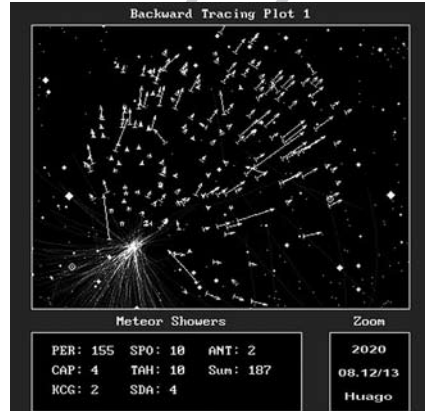 Backward Tracing Plot 1
Meteor Showers
PER: 155 SPO: 10 ANT: 2
CAP: 4 TAH: 10 Sum: 187
KCG: 2 SDA: 4
Zoom
2020
08.12/13
Huago